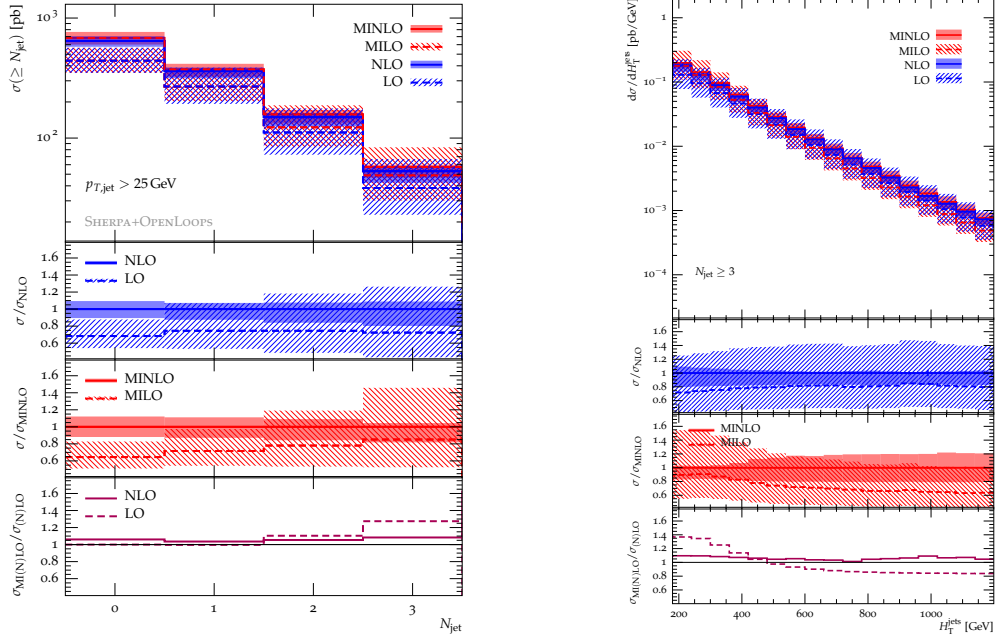 σ(≥ N_jet) [pb]
10^3
10^2
MINLO
MILO
NLO
LO
p_T,jet > 25 GeV
SHERPA+OPENLOOPS
σ/σ_NLO
1.6
1.4
1.2
1
0.8
0.6
NLO
LO
σ/σ_MINLO
1.6
1.4
1.2
1
0.8
0.6
MINLO
MILO
σ_MI(N)LO/σ_(N)LO
1.6
1.4
1.2
1
0.8
0.6
NLO
LO
0 1 2 3
N_jet
dσ/dH_T^jets [pb/GeV]
10^0
10^−1
10^−2
10^−3
10^−4
MINLO
MILO
NLO
LO
N_jet ≥ 3
σ/σ_NLO
1.6
1.4
1.2
1
0.8
0.6
σ/σ_MINLO
1.6
1.4
1.2
1
0.8
0.6
MINLO
MILO
σ_MI(N)LO/σ_(N)LO
1.6
1.4
1.2
1
0.8
200 400 600 800 1000
H_T^jets [GeV]